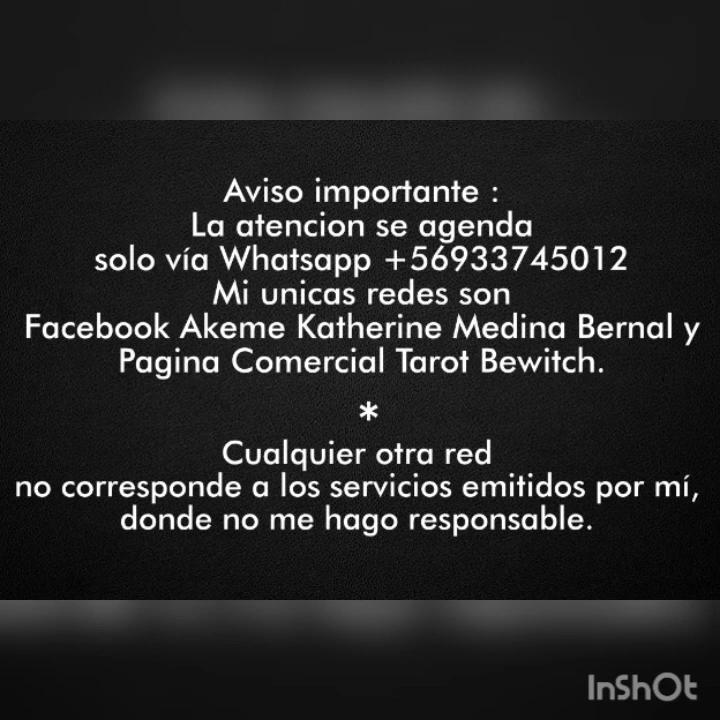 Aviso importante :
La atencion se agenda
solo vía Whatsapp +56933745012
Mi unicas redes son
Facebook Akeme Katherine Medina Bernal y
Pagina Comercial Tarot Bewitch.
*
Cualquier otra red
no corresponde a los servicios emitidos por mí,
donde no me hago responsable.
InShOt